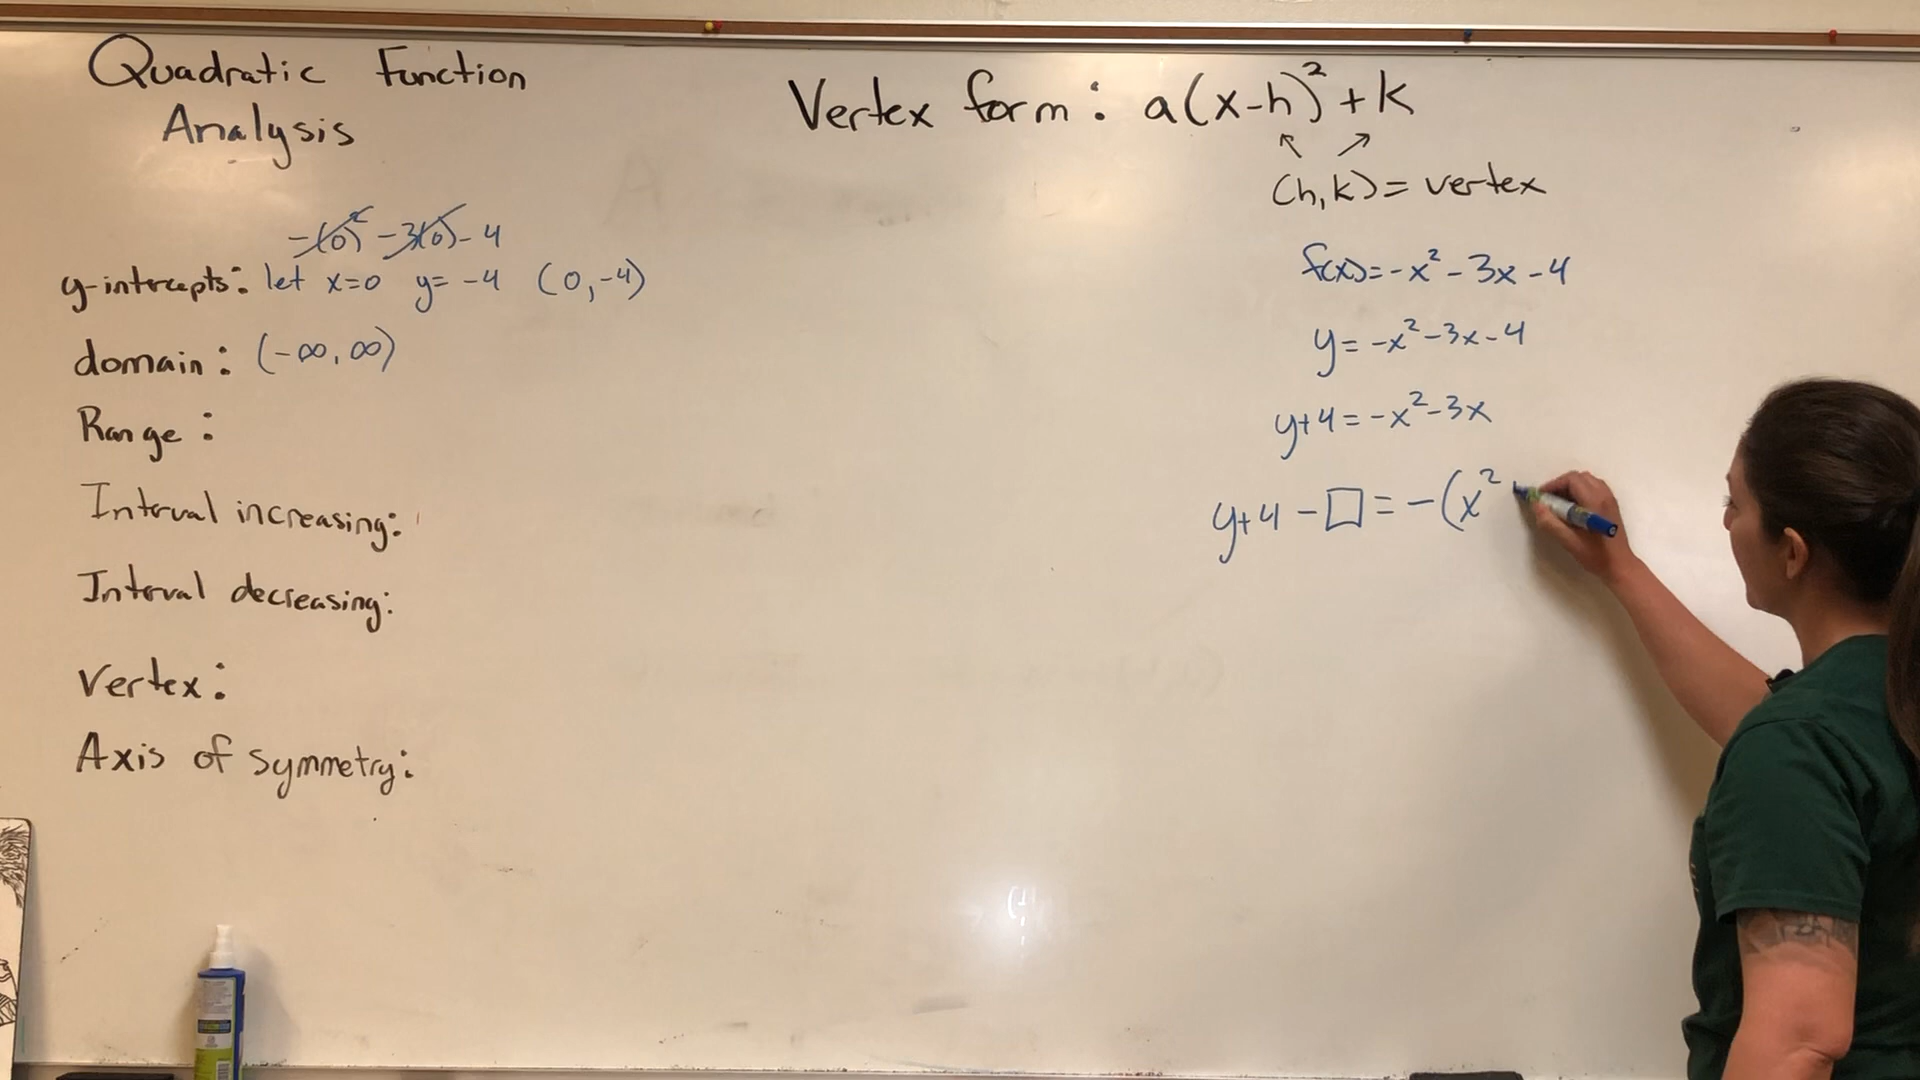 Quadratic Function
Analysis
-(0)² -3(0) - 4
y-intercepts: let x=0 y= -4 (0,-4)
domain: (-∞, ∞)
Range:
Interval increasing:
Interval decreasing:
Vertex:
Axis of symmetry:
Vertex form: a(x-h)²+k
(h,k) = vertex
f(x)= -x² - 3x - 4
y= -x² - 3x - 4
y+4 = -x² - 3x
y+4 - □ = -(x²